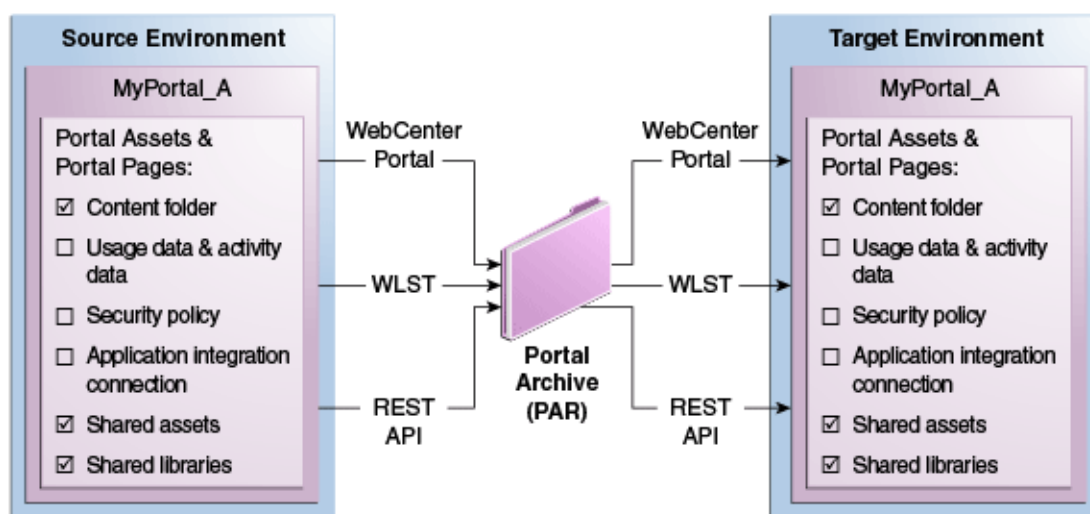 Source Environment
MyPortal_A
Portal Assets &
Portal Pages:
☑ Content folder
☐ Usage data & activity
data
☐ Security policy
☐ Application integration
connection
☑ Shared assets
☑ Shared libraries
WebCenter
Portal
WLST
REST
API
Portal
Archive
(PAR)
WebCenter
Portal
WLST
REST
API
Target Environment
MyPortal_A
Portal Assets &
Portal Pages:
☑ Content folder
☐ Usage data & activity
data
☐ Security policy
☐ Application integration
connection
☑ Shared assets
☑ Shared libraries